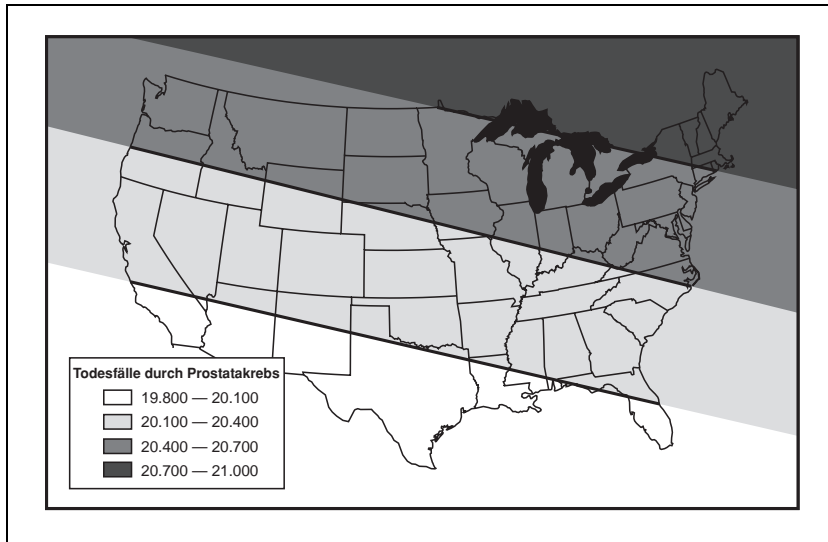 Todesfälle durch Prostatakrebs
19.800 — 20.100
20.100 — 20.400
20.400 — 20.700
20.700 — 21.000